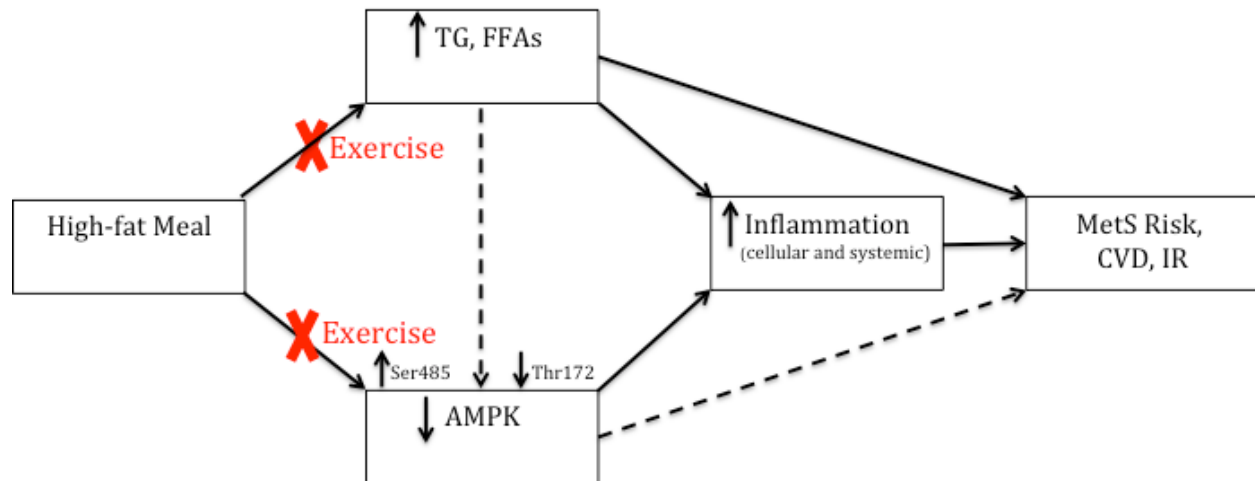 TG, FFAs
Exercise
High-fat Meal
Inflammation
(cellular and systemic)
MetS Risk,
CVD, IR
Exercise
Ser485
Thr172
AMPK